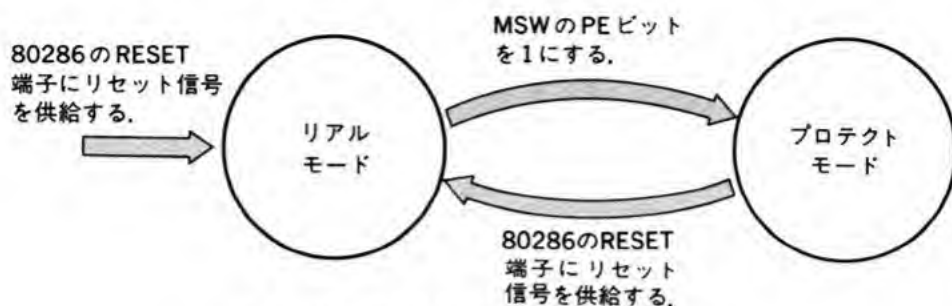 80286のRESET
端子にリセット信号
を供給する.
リアル
モード
MSWのPEビット
を1にする.
プロテクト
モード
80286のRESET
端子にリセット
信号を供給する.